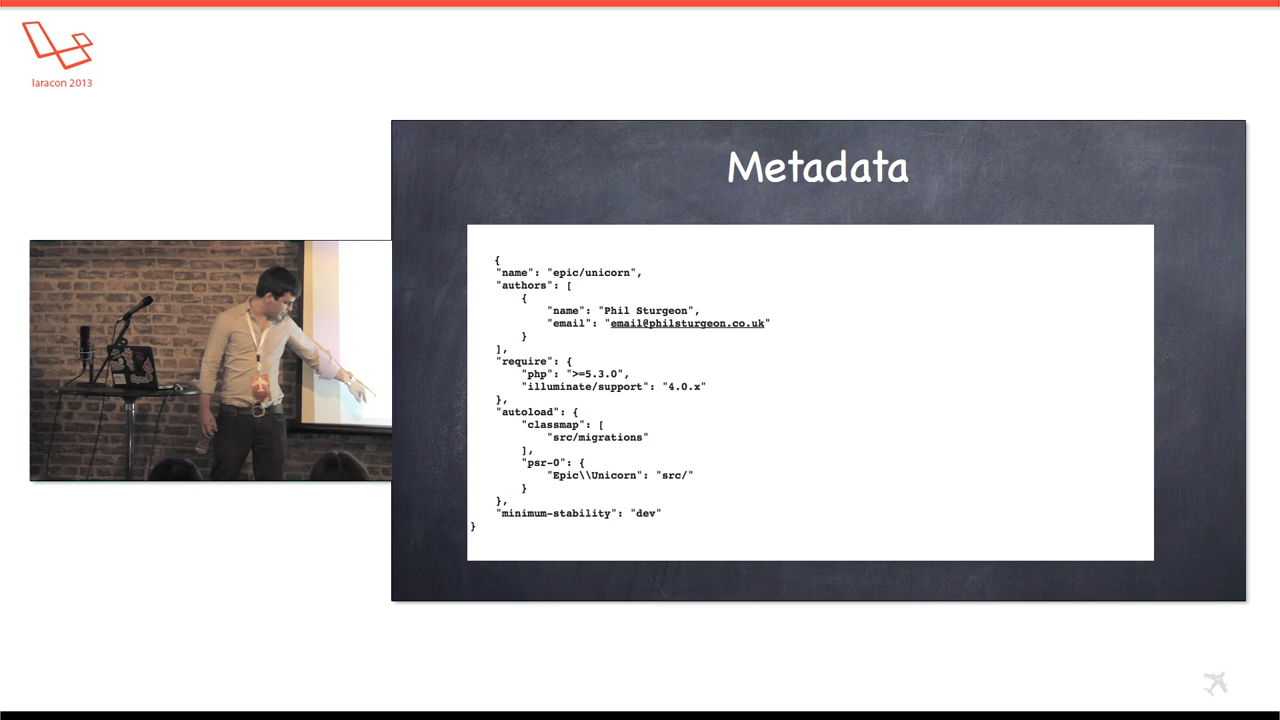 laracon 2013
Metadata
{
"name": "epic/unicorn",
"authors": [
{
"name": "Phil Sturgeon",
"email": "email@philsturgeon.co.uk"
}
],
"require": {
"php": ">=5.3.0",
"illuminate/support": "4.0.x"
},
"autoload": {
"classmap": [
"src/migrations"
],
"psr-0": {
"Epic\\Unicorn": "src/"
}
},
"minimum-stability": "dev"
}